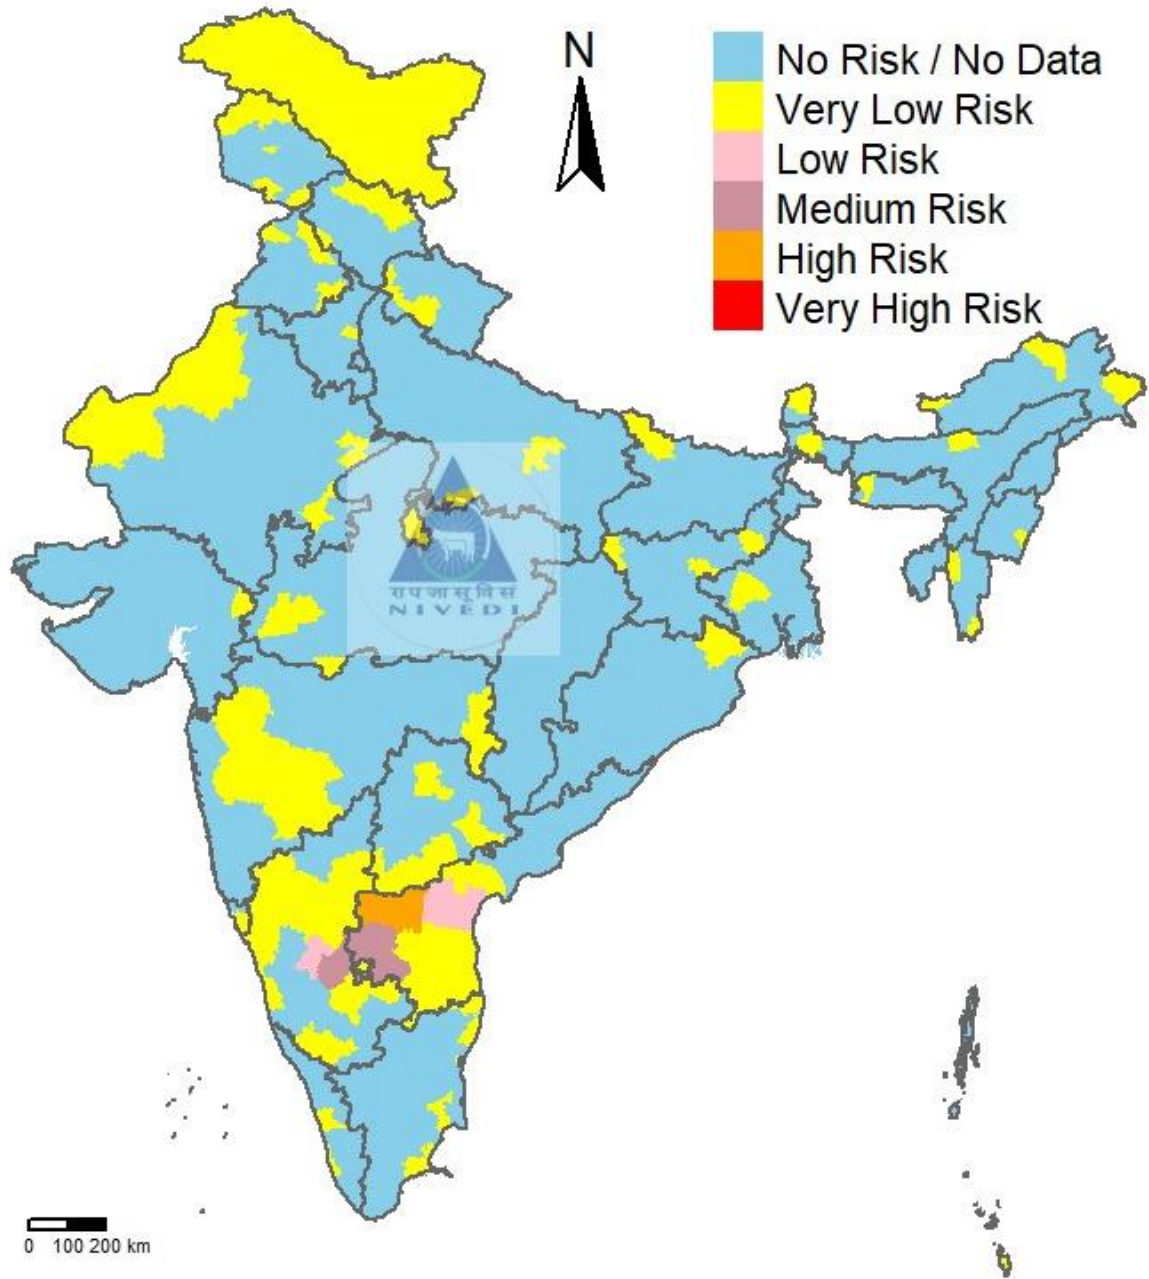 N
No Risk / No Data
Very Low Risk
Low Risk
Medium Risk
High Risk
Very High Risk
राप जा सू वि सं
NIVEDI
0 100 200 km